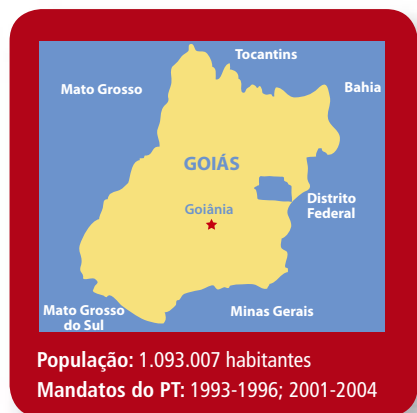 Tocantins
Mato Grosso
Bahia
GOIÁS
Goiânia
Distrito
Federal
Mato Grosso
do Sul
Minas Gerais
População: 1.093.007 habitantes
Mandatos do PT: 1993-1996; 2001-2004